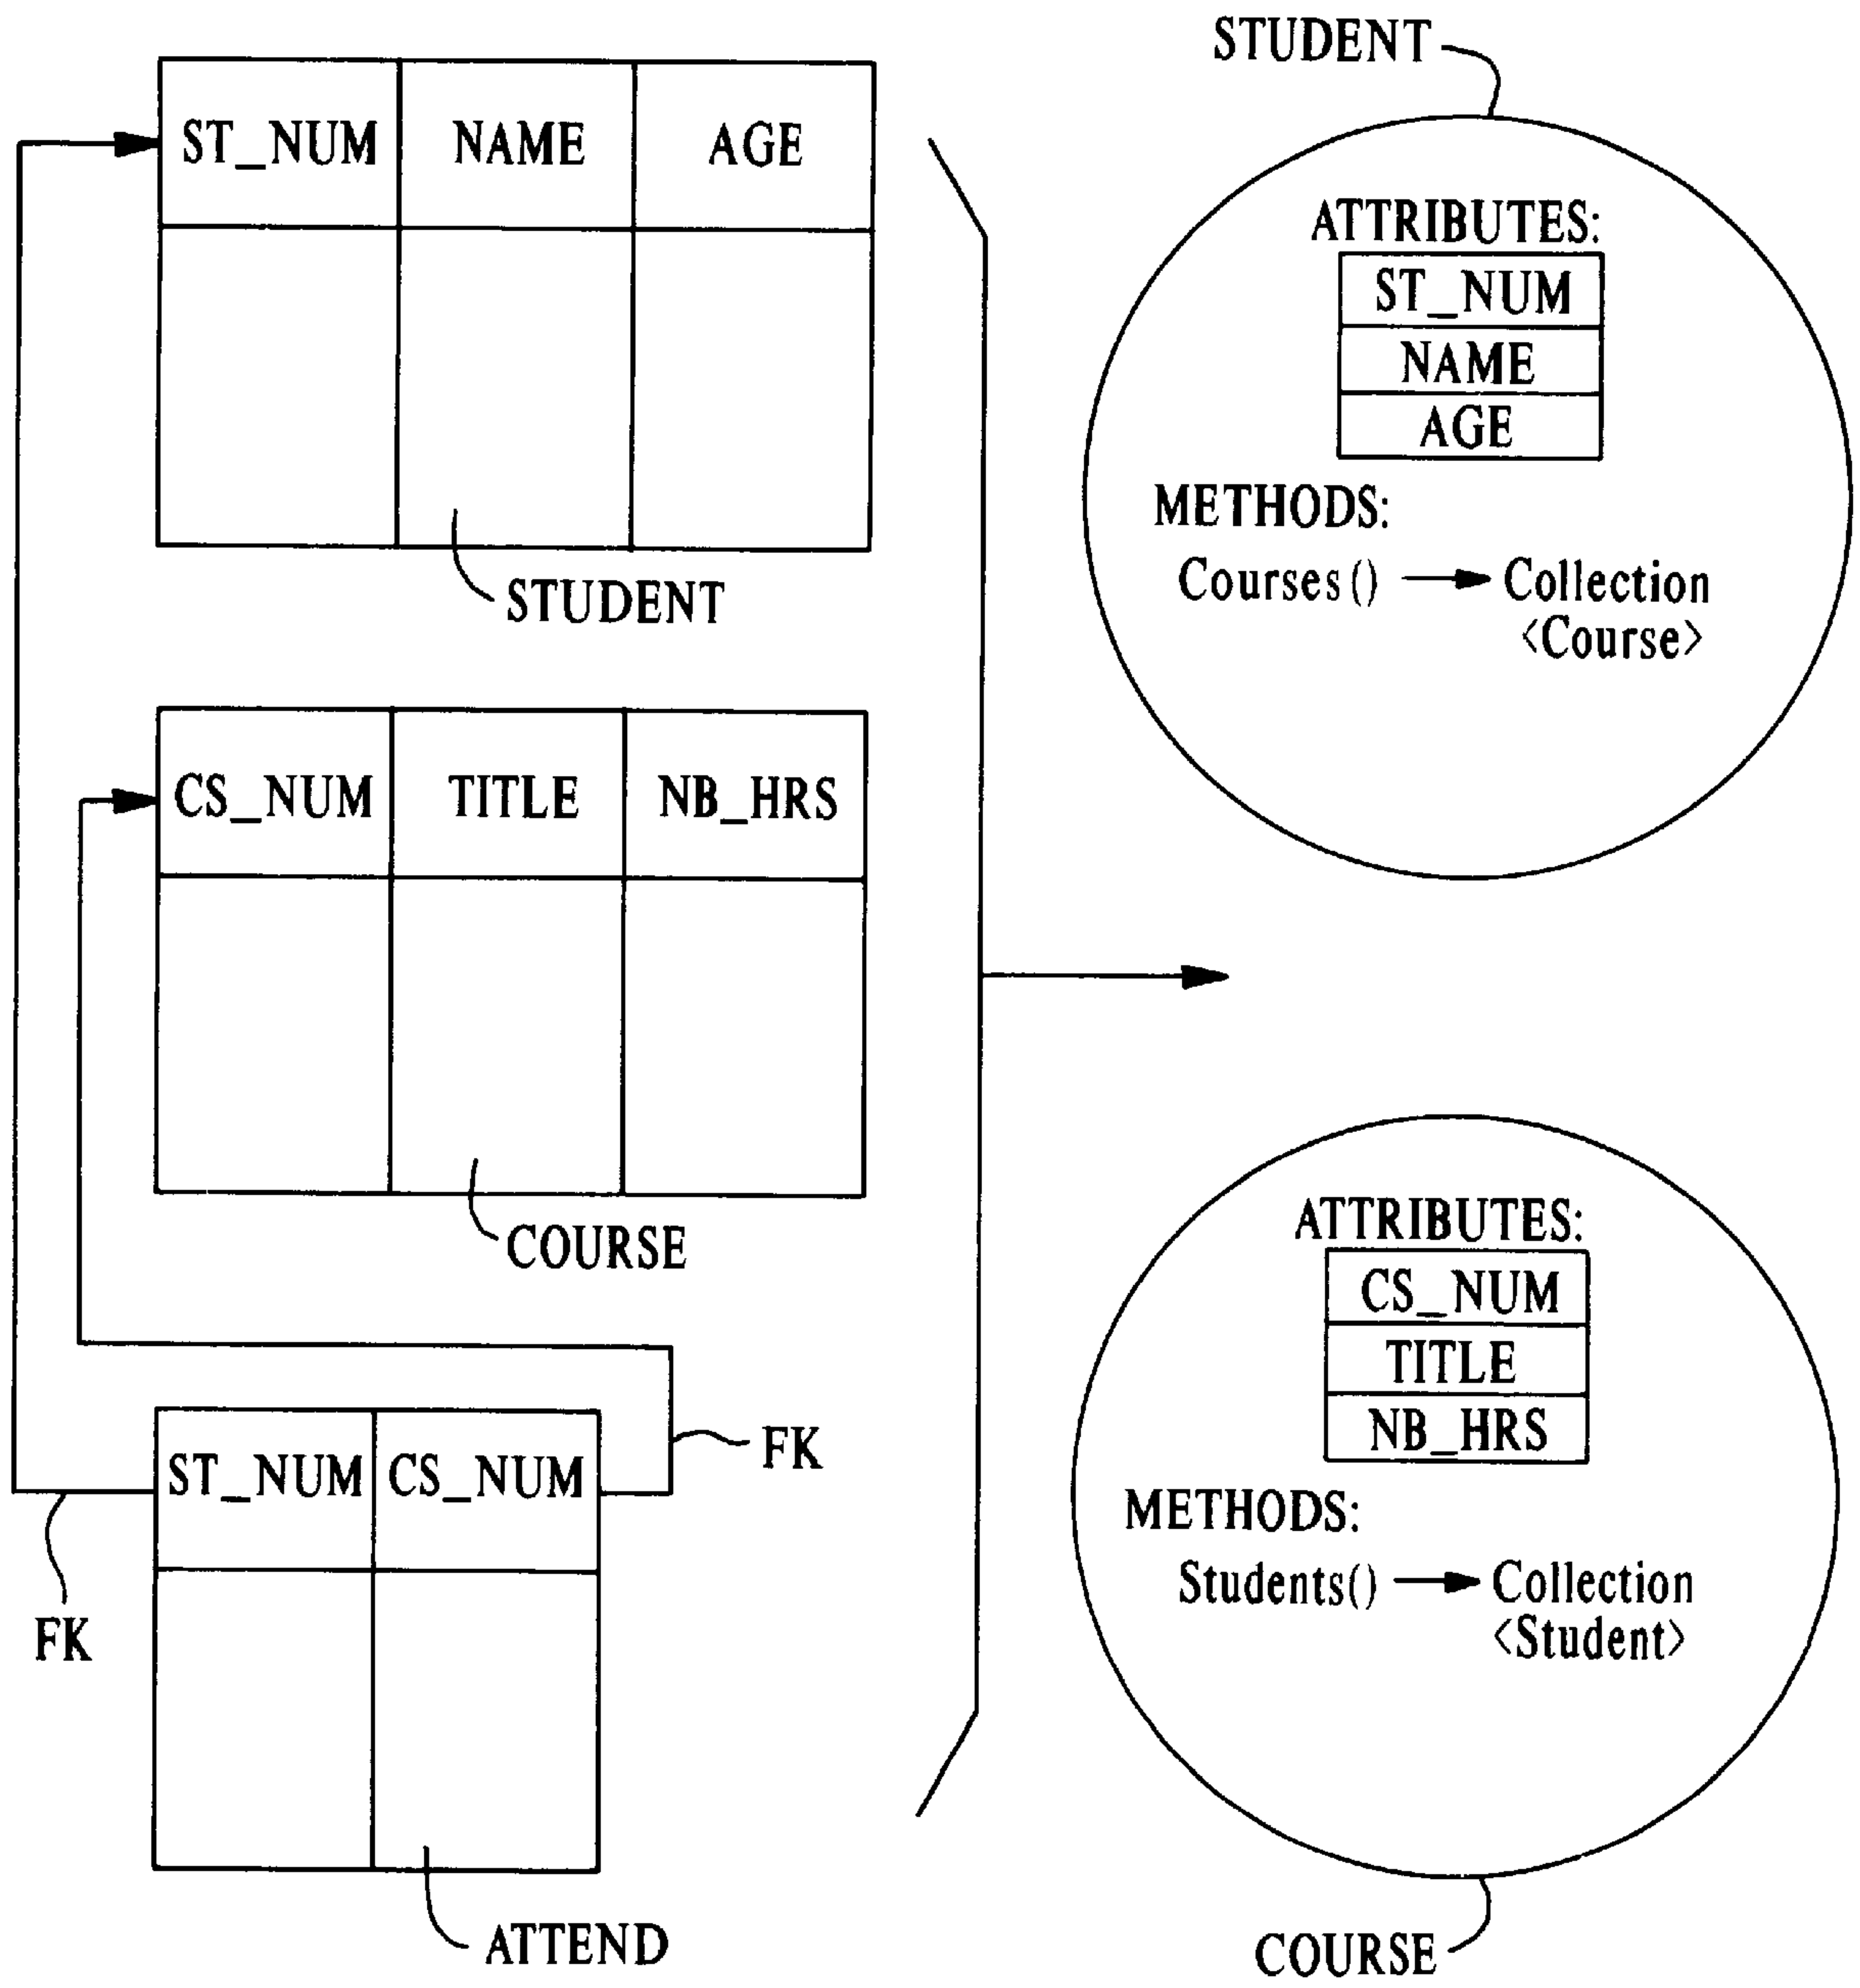 ST_NUM NAME AGE
STUDENT
CS_NUM TITLE NB_HRS
COURSE
FK
ST_NUM CS_NUM
FK
ATTEND
STUDENT
ATTRIBUTES:
ST_NUM
NAME
AGE
METHODS:
Courses() → Collection
<Course>
ATTRIBUTES:
CS_NUM
TITLE
NB_HRS
METHODS:
Students() → Collection
<Student>
COURSE